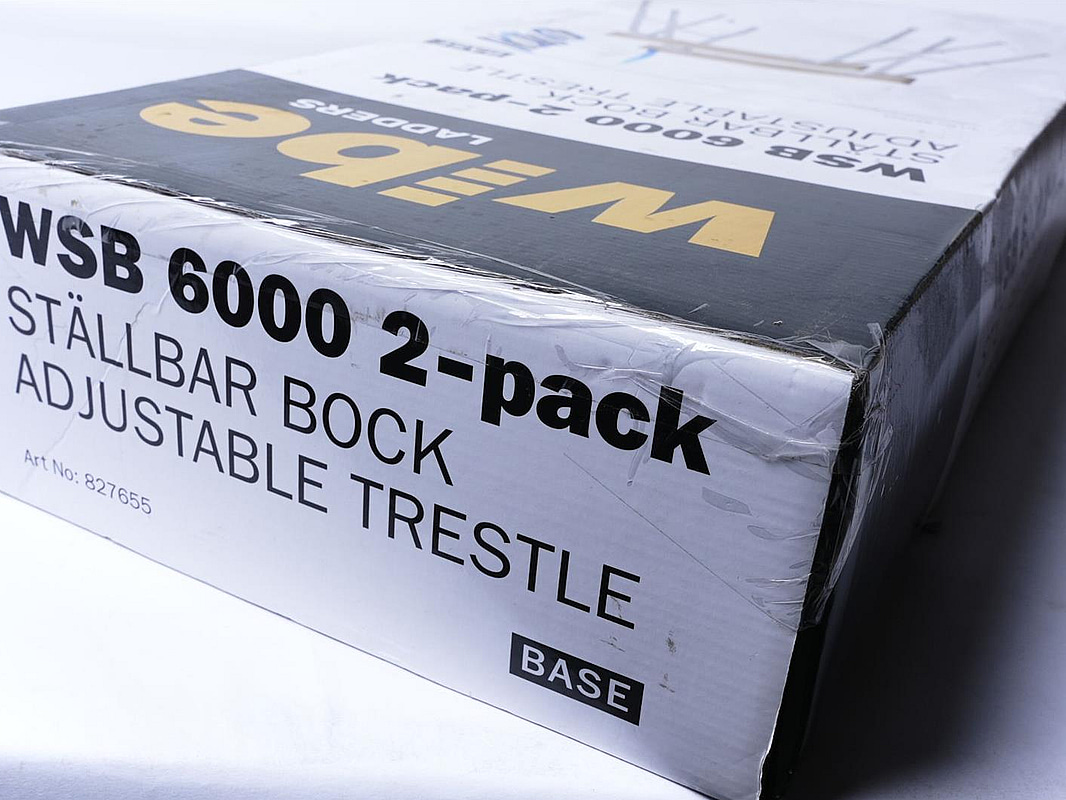 WSB 6000 2-pack
STÄLLBAR BOCK
ADJUSTABLE TRESTLE
Art No: 827655
BASE
wibe
LADDERS
WSB 6000 2-pack
STÄLLBAR BOCK
ADJUSTABLE TRESTLE